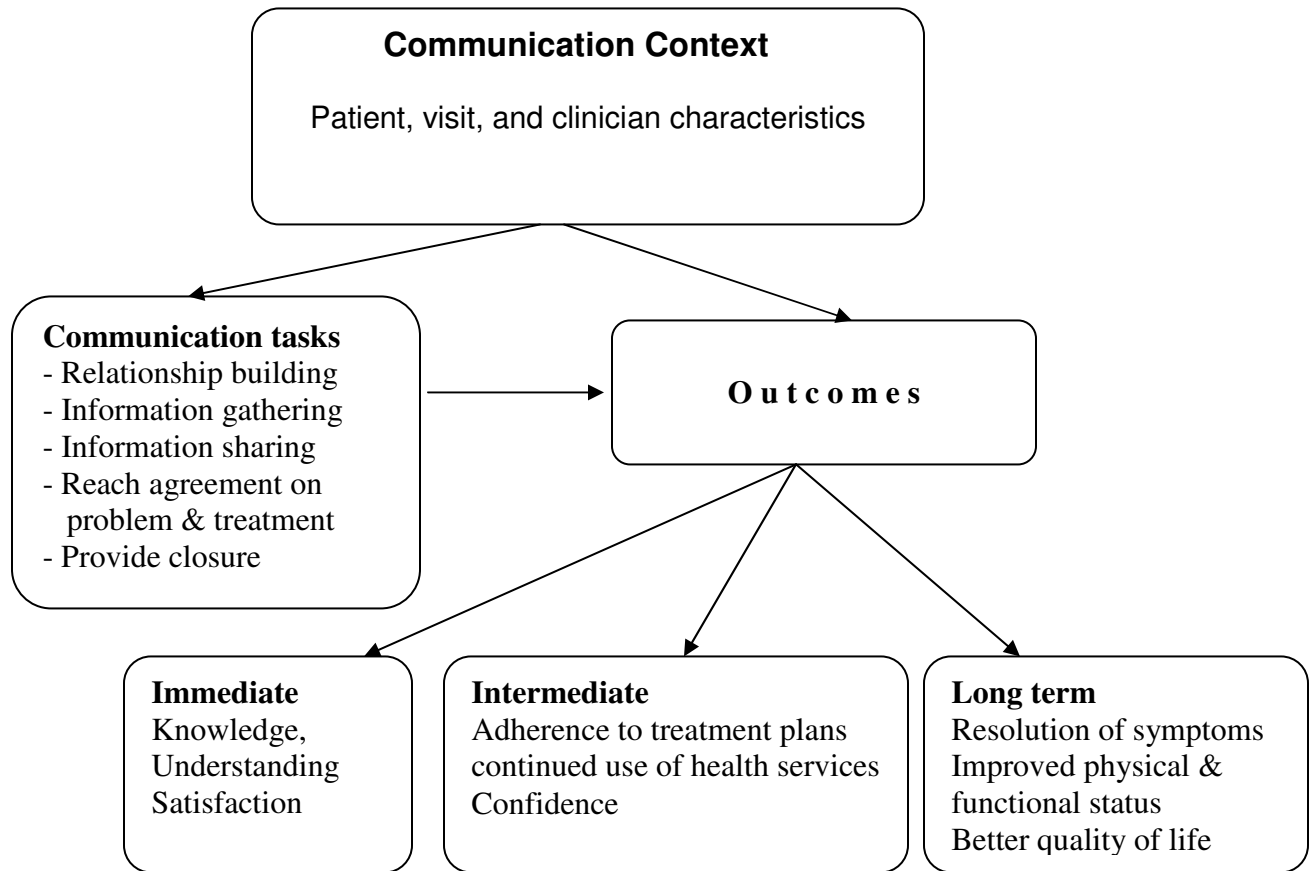 Communication Context
Patient, visit, and clinician characteristics
Communication tasks
- Relationship building
- Information gathering
- Information sharing
- Reach agreement on
problem & treatment
- Provide closure
Outcomes
Immediate
Knowledge,
Understanding
Satisfaction
Intermediate
Adherence to treatment plans
continued use of health services
Confidence
Long term
Resolution of symptoms
Improved physical &
functional status
Better quality of life